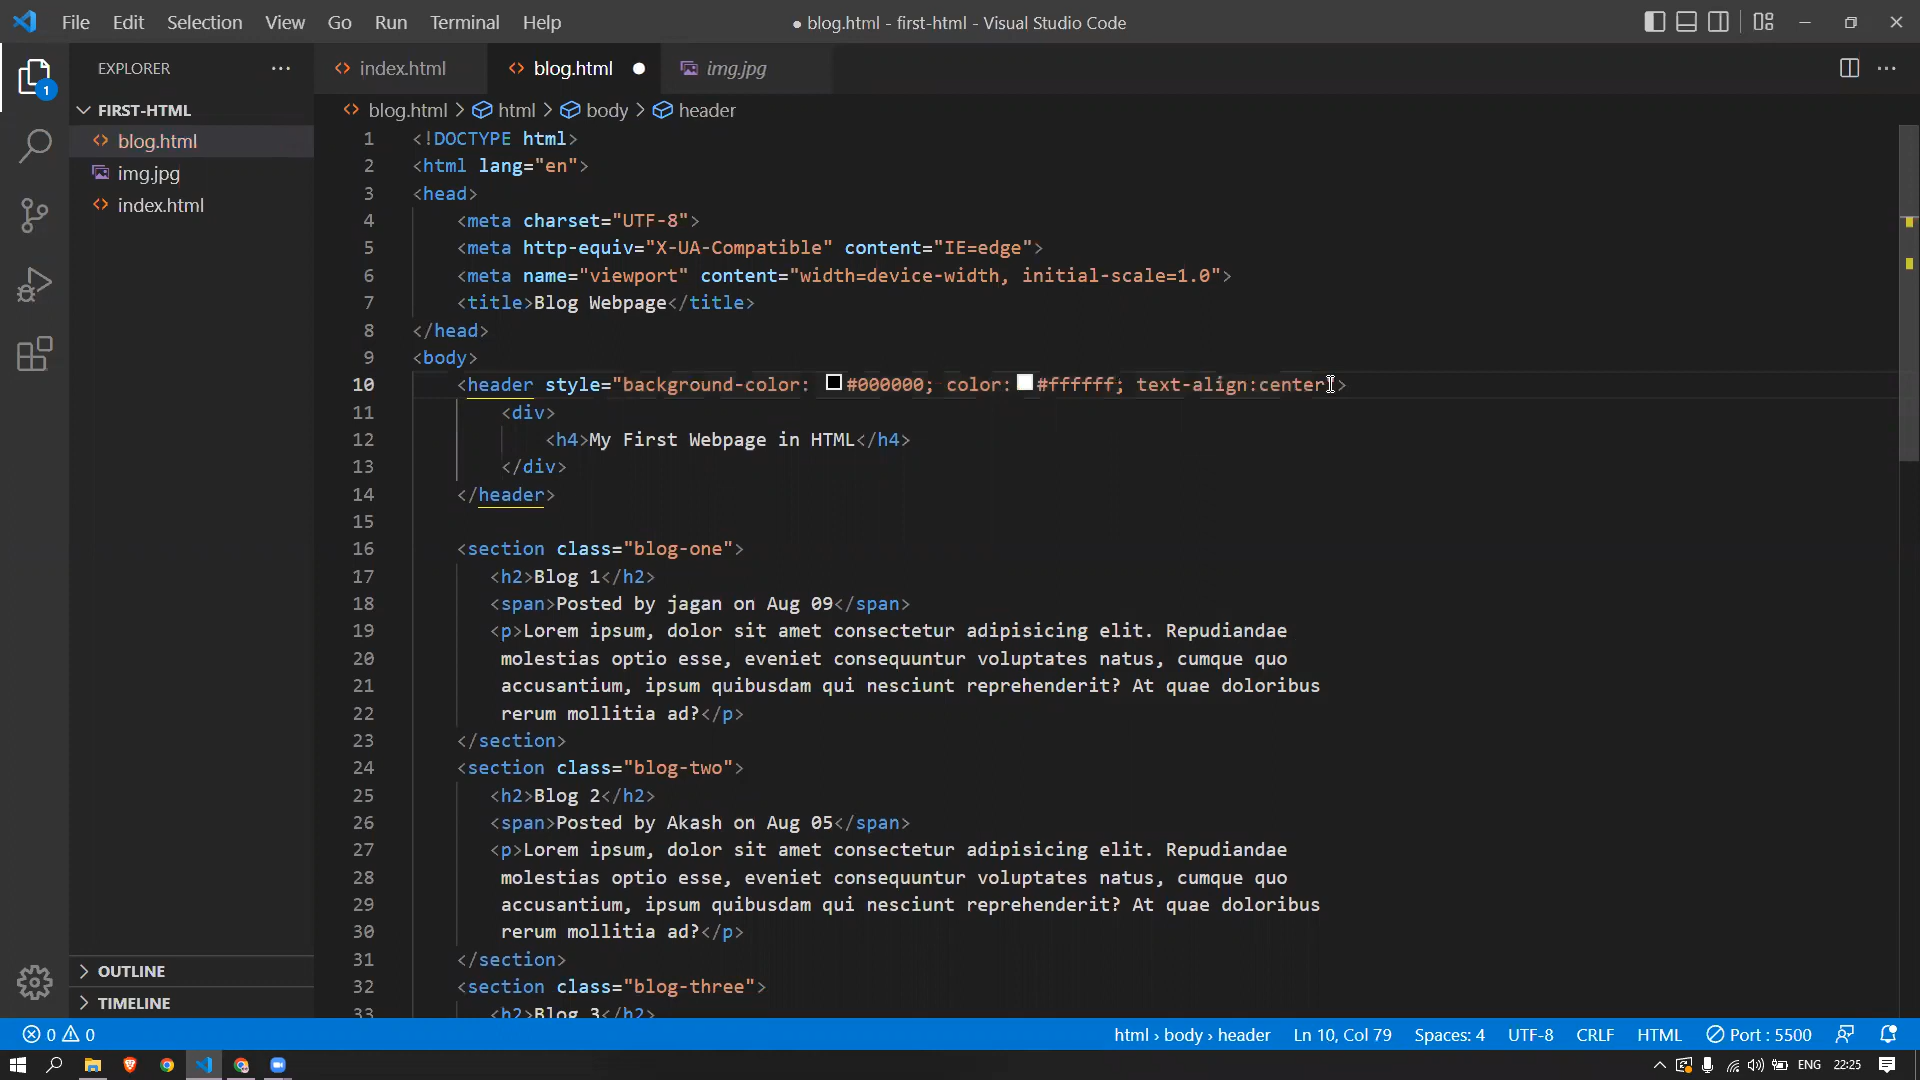 File Edit Selection View Go Run Terminal Help
● blog.html - first-html - Visual Studio Code
EXPLORER
index.html
blog.html
img.jpg
FIRST-HTML
blog.html
img.jpg
index.html
OUTLINE
TIMELINE
1
blog.html > html > body > header
1 <!DOCTYPE html>
2 <html lang="en">
3 <head>
4 <meta charset="UTF-8">
5 <meta http-equiv="X-UA-Compatible" content="IE=edge">
6 <meta name="viewport" content="width=device-width, initial-scale=1.0">
7 <title>Blog Webpage</title>
8 </head>
9 <body>
10 <header style="background-color: #000000; color:#ffffff; text-align:center">
11 <div>
12 <h4>My First Webpage in HTML</h4>
13 </div>
14 </header>
15
16 <section class="blog-one">
17 <h2>Blog 1</h2>
18 <span>Posted by jagan on Aug 09</span>
19 <p>Lorem ipsum, dolor sit amet consectetur adipisicing elit. Repudiandae
20 molestias optio esse, eveniet consequuntur voluptates natus, cumque quo
21 accusantium, ipsum quibusdam qui nesciunt reprehenderit? At quae doloribus
22 rerum mollitia ad?</p>
23 </section>
24 <section class="blog-two">
25 <h2>Blog 2</h2>
26 <span>Posted by Akash on Aug 05</span>
27 <p>Lorem ipsum, dolor sit amet consectetur adipisicing elit. Repudiandae
28 molestias optio esse, eveniet consequuntur voluptates natus, cumque quo
29 accusantium, ipsum quibusdam qui nesciunt reprehenderit? At quae doloribus
30 rerum mollitia ad?</p>
31 </section>
32 <section class="blog-three">
33 <h2>Blog 3</h2>
0 0
html > body > header Ln 10, Col 79 Spaces: 4 UTF-8 CRLF HTML Port : 5500
ENG 22:25